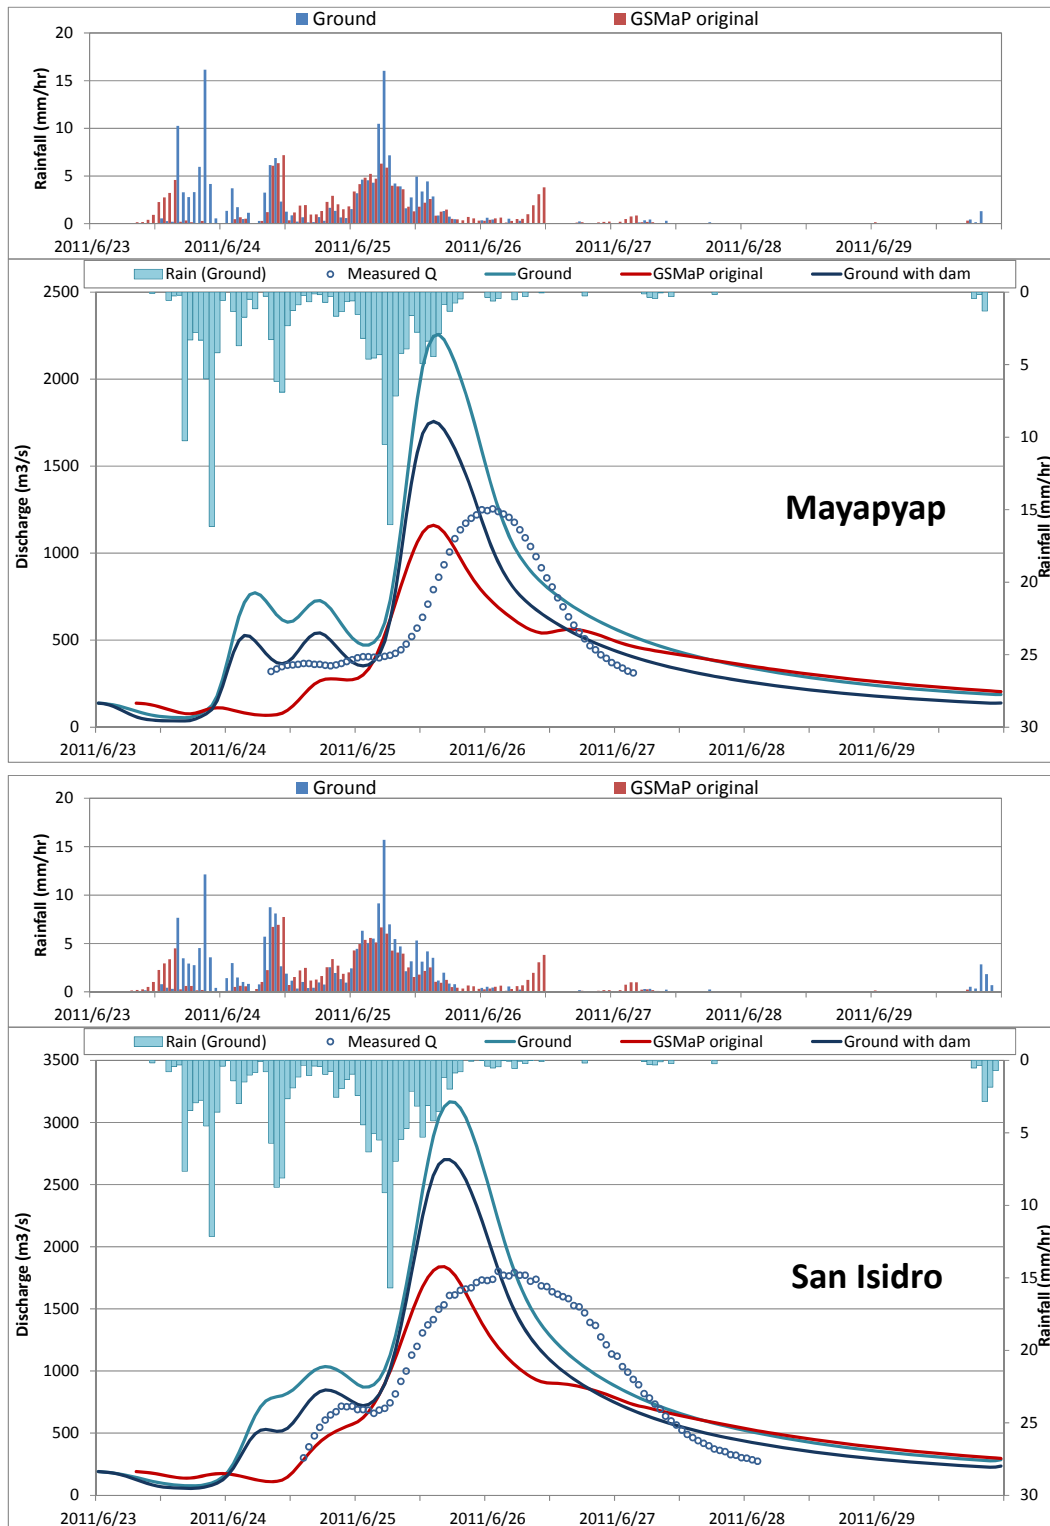 Ground GSMaP original
20
15
10
5
0
Rainfall (mm/hr)
2011/6/23 2011/6/24 2011/6/25 2011/6/26 2011/6/27 2011/6/28 2011/6/29
Rain (Ground) Measured Q Ground GSMaP original Ground with dam
2500
2000
1500
1000
500
0
Discharge (m3/s)
0
5
10
15
20
25
30
Rainfall (mm/hr)
Mayapyap
2011/6/23 2011/6/24 2011/6/25 2011/6/26 2011/6/27 2011/6/28 2011/6/29
Ground GSMaP original
20
15
10
5
0
Rainfall (mm/hr)
2011/6/23 2011/6/24 2011/6/25 2011/6/26 2011/6/27 2011/6/28 2011/6/29
Rain (Ground) Measured Q Ground GSMaP original Ground with dam
3500
3000
2500
2000
1500
1000
500
0
Discharge (m3/s)
0
5
10
15
20
25
30
Rainfall (mm/hr)
San Isidro
2011/6/23 2011/6/24 2011/6/25 2011/6/26 2011/6/27 2011/6/28 2011/6/29